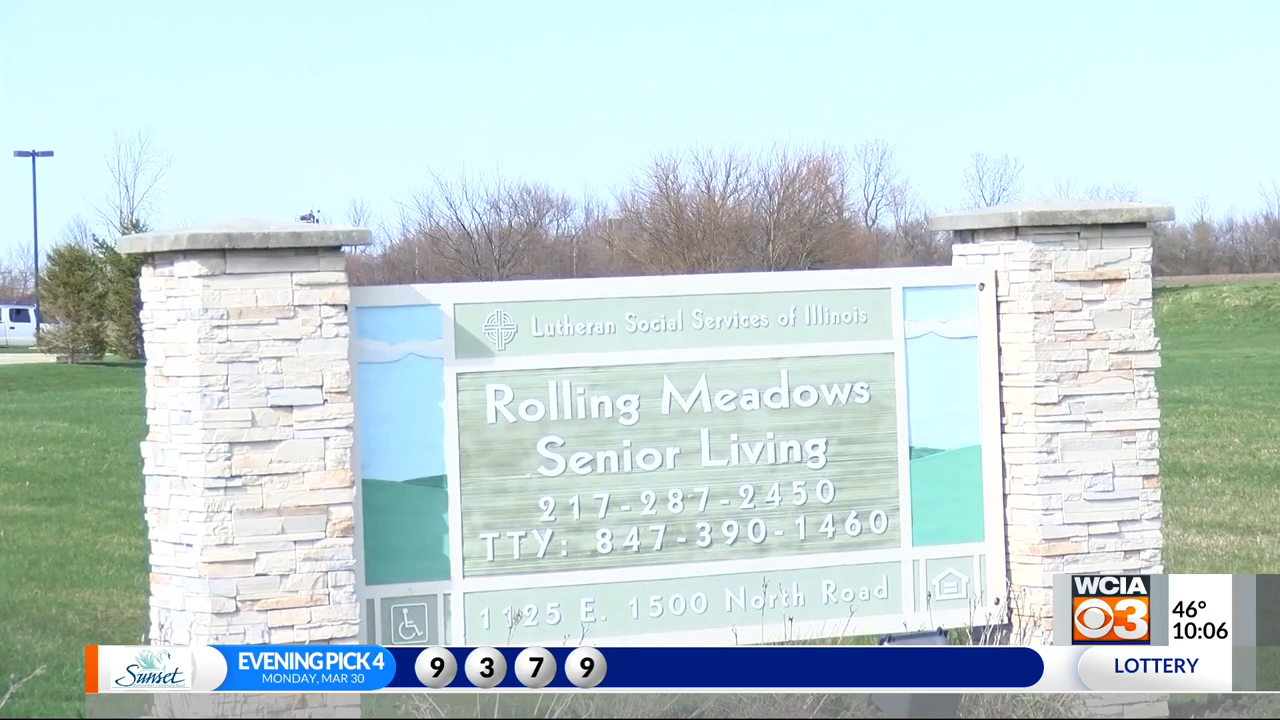 Lutheran Social Services of Illinois
Rolling Meadows
Senior Living
217-287-2450
TTY: 847-390-1460
1125 E. 1500 North Road
WCIA
3
46°
10:06
Sunset
EVENING PICK 4
MONDAY, MAR 30
9 3 7 9
LOTTERY